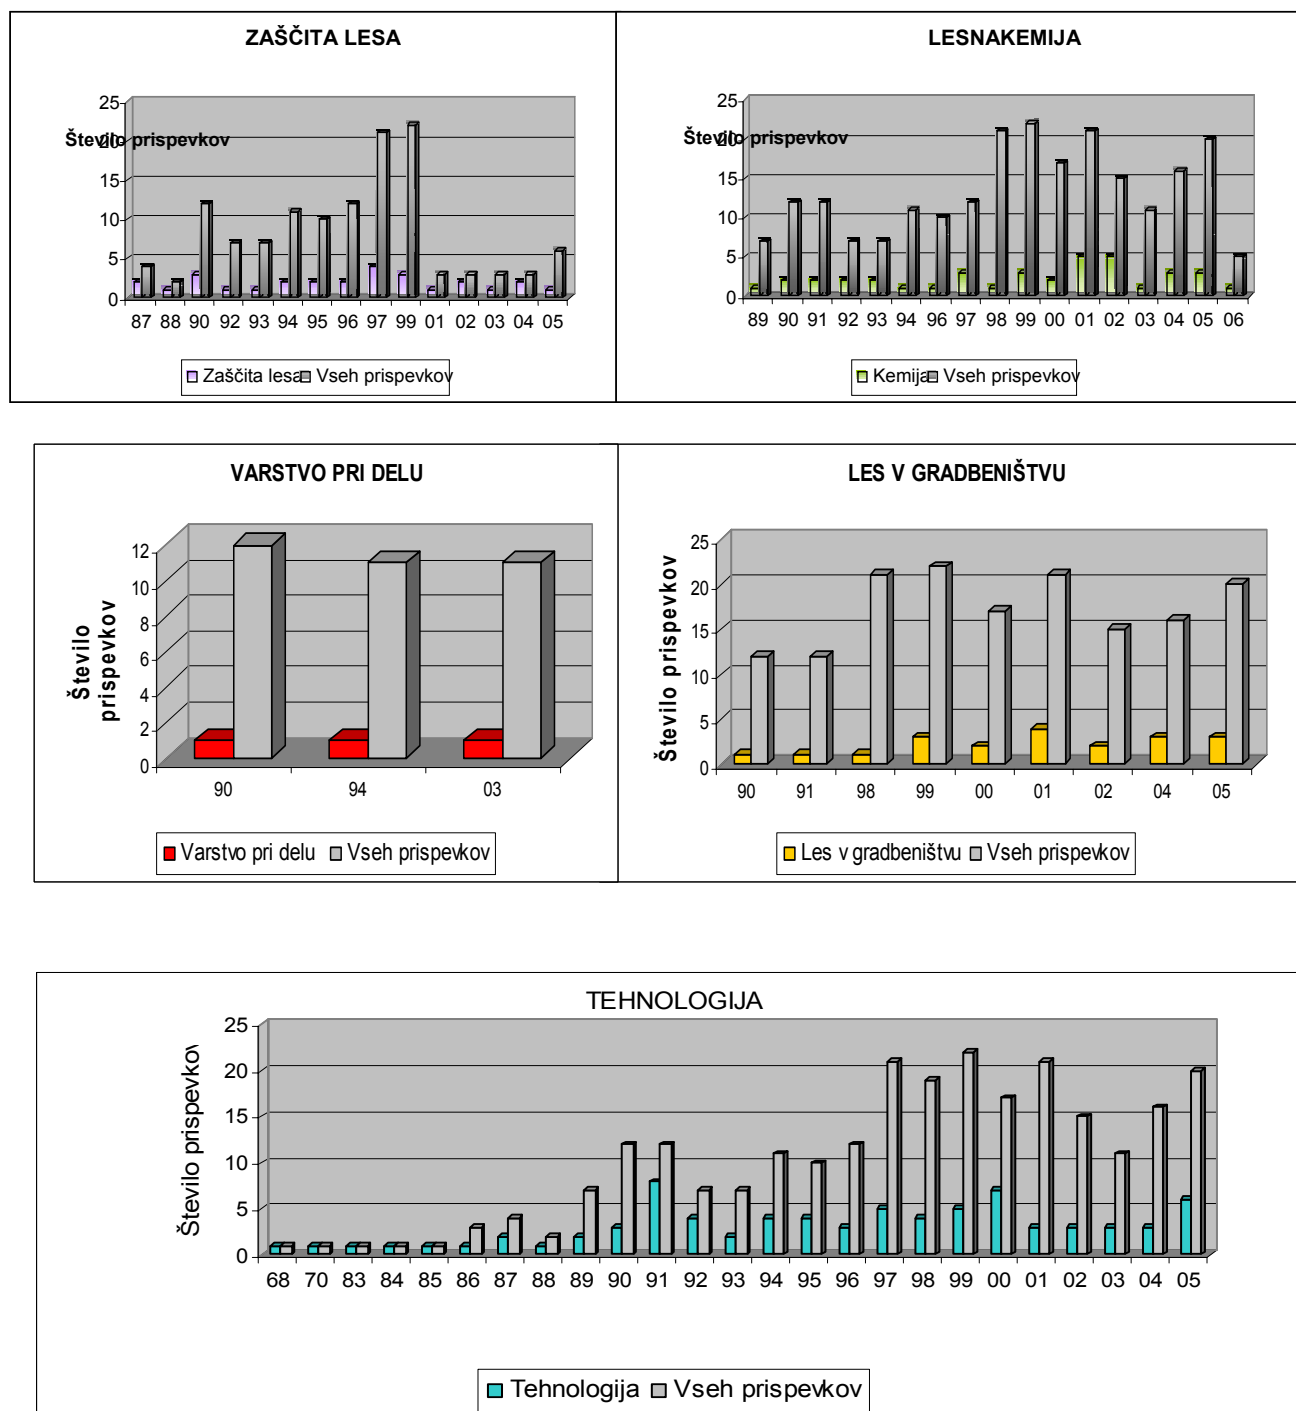 ZAŠČITA LESA
Število prispevkov
25
20
15
10
5
0
87 88 90 92 93 94 95 96 97 99 01 02 03 04 05
Zaščita lesa Vseh prispevkov
LESNAKEMIJA
Število prispevkov
25
20
15
10
5
0
89 90 91 92 93 94 96 97 98 99 00 01 02 03 04 05 06
Kemija Vseh prispevkov
VARSTVO PRI DELU
Število
prispevkov
12
10
8
6
4
2
0
90 94 03
Varstvo pri delu Vseh prispevkov
LES V GRADBENIŠTVU
Število prispevkov
25
20
15
10
5
0
90 91 98 99 00 01 02 04 05
Les v gradbeništvu Vseh prispevkov
TEHNOLOGIJA
Število prispevkov
25
20
15
10
5
0
68 70 83 84 85 86 87 88 89 90 91 92 93 94 95 96 97 98 99 00 01 02 03 04 05
Tehnologija Vseh prispevkov